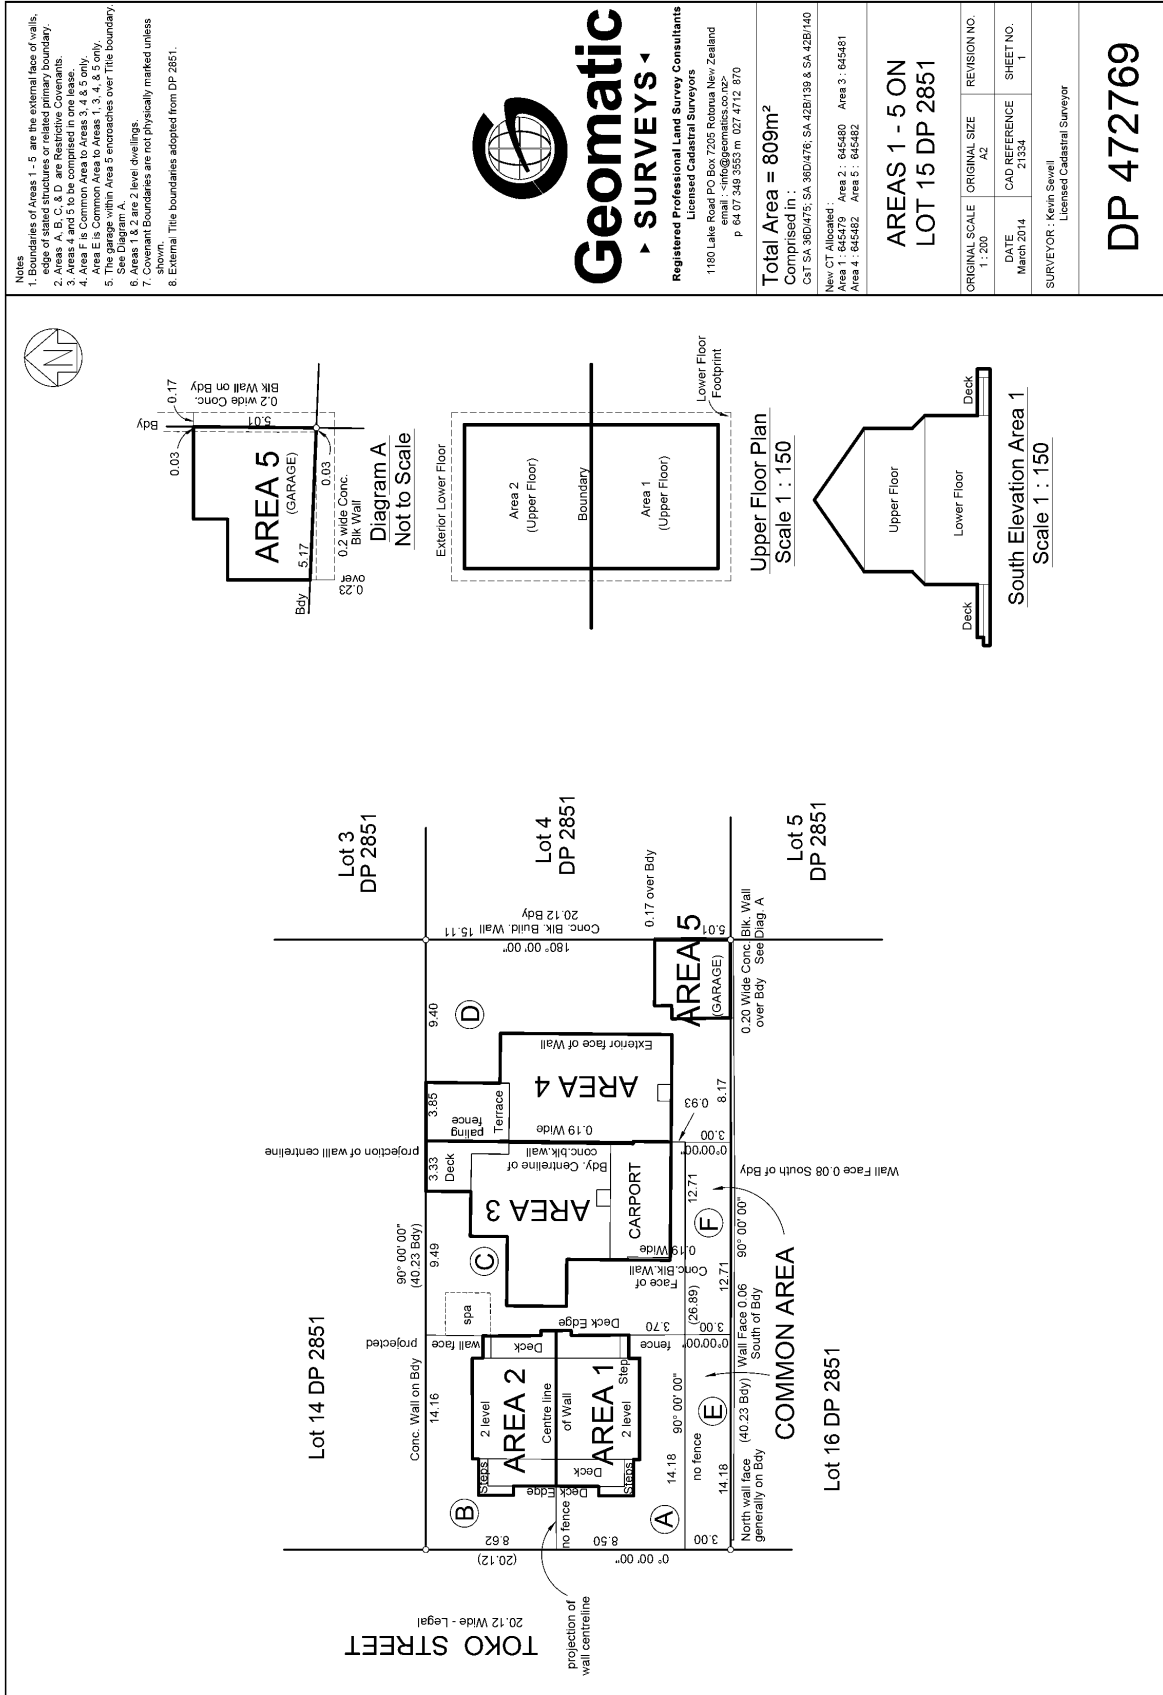 Notes
1. Boundaries of Areas 1 - 5 are the external face of walls,
edge of stated structures or related primary boundary.
2. Areas A, B, C, & D are Restrictive Covenants.
3. Areas 4 and 5 to be comprised in one lease.
4. Area F is Common Area to Areas 3, 4 & 5 only.
Area E is Common Area to Areas 1, 3, 4, & 5 only.
5. The garage within Area 5 encroaches over Title boundary.
See Diagram A.
6. Areas 1 & 2 are 2 level dwellings.
7. Covenant Boundaries are not physically marked unless
shown.
8. External Title boundaries adopted from DP 2851.
Geomatic
SURVEYS
Registered Professional Land Survey Consultants
Licensed Cadastral Surveyors
1180 Lake Road PO Box 7205 Rotorua New Zealand
email : <info@geomatics.co.nz>
p 64 07 349 3553 m 027 4712 870
Total Area = 809m²
Comprised in :
CsT SA 36D/475; SA 36D/476; SA 42B/139 & SA 42B/140
New CT Allocated :
Area 1 : 645479 Area 2 : 645480 Area 3 : 645481
Area 4 : 645482 Area 5 : 645482
AREAS 1 - 5 ON
LOT 15 DP 2851
ORIGINAL SCALE
1 : 200
ORIGINAL SIZE
A2
REVISION NO.
DATE
March 2014
CAD REFERENCE
21334
SHEET NO.
1
SURVEYOR : Kevin Sewell
Licensed Cadastral Surveyor
DP 472769
N
Bdy
0.03
0.17
0.2 wide Conc.
Blk Wall on Bdy
5.01
AREA 5
(GARAGE)
0.03
5.17
0.2 wide Conc.
Blk Wall
Bdy
0.23
over
Diagram A
Not to Scale
Exterior Lower Floor
Area 2
(Upper Floor)
Boundary
Area 1
(Upper Floor)
Lower Floor
Footprint
Upper Floor Plan
Scale 1 : 150
Upper Floor
Lower Floor
Deck
Deck
South Elevation Area 1
Scale 1 : 150
Lot 3
DP 2851
Lot 4
DP 2851
Lot 5
DP 2851
Lot 14 DP 2851
Lot 16 DP 2851
180° 00' 00"
Conc. Blk. Build. Wall 15.11
20.12 Bdy
0.17 over Bdy
5.01
AREA 5
(GARAGE)
0.20 Wide Conc. Blk. Wall
over Bdy See Diag. A
9.40
D
Exterior face of Wall
AREA 4
3.85
paling
fence
Terrace
0.19 Wide
conc.blk.wall
Bdy. Centreline of
projection of wall centreline
3.33
Deck
AREA 3
CARPORT
0.93
8.17
3.00
0°00'00"
12.71
F
Wall Face 0.08 South of Bdy
90° 00' 00"
(40.23 Bdy)
9.49
C
0.19 Wide
Conc.Blk.Wall
Face of
12.71
90° 00' 00"
(26.89)
spa
projected
wall face
Deck Edge
3.70
fence
3.00
0°00'00"
Wall Face 0.06
South of Bdy
COMMON AREA
Conc. Wall on Bdy
14.16
Deck
2 level
AREA 2
Centre line
of Wall
AREA 1
2 level
Step
90° 00' 00"
E
(40.23 Bdy)
Steps
Deck
Steps
Deck Edge
14.18
no fence
14.18
North wall face
generally on Bdy
B
no fence
A
8.62
(20.12)
8.50
0° 00' 00"
3.00
projection of
wall centreline
20.12 Wide - Legal
TOKO STREET